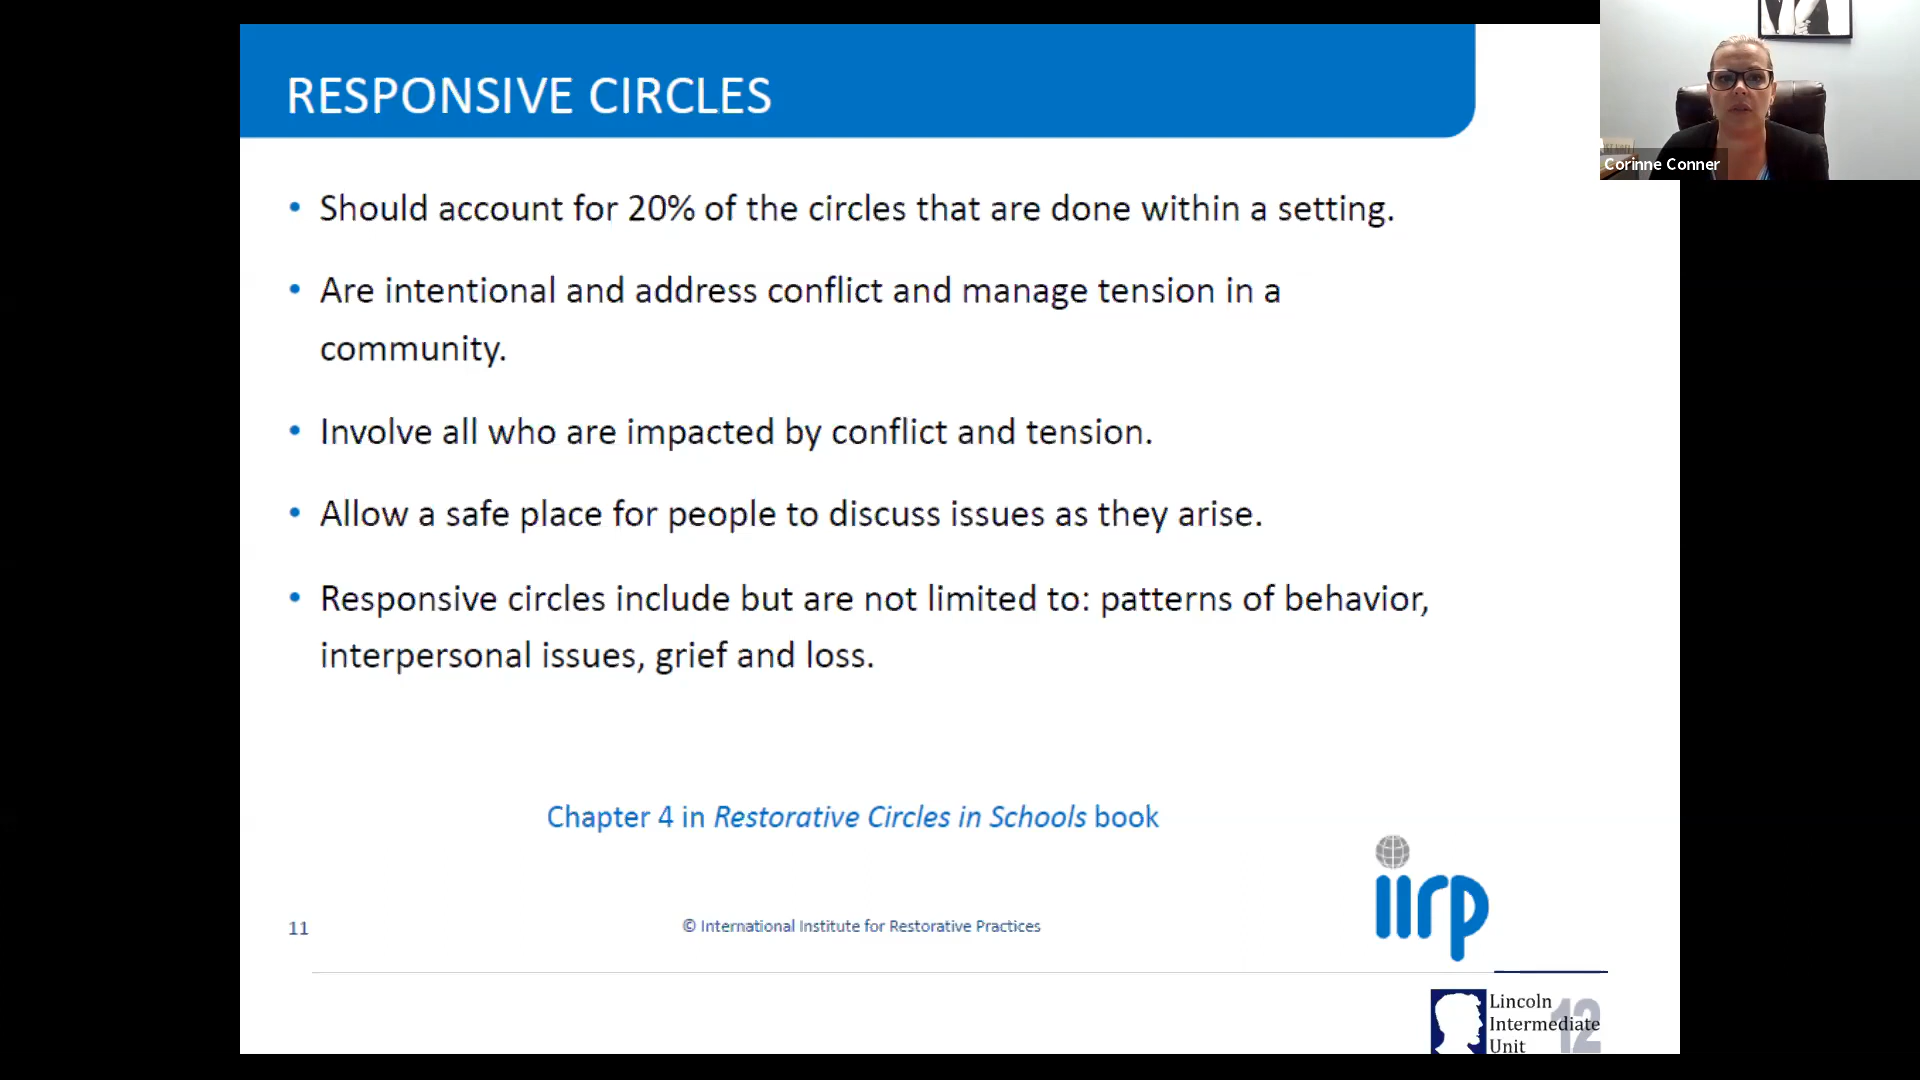 RESPONSIVE CIRCLES
Corinne Conner
• Should account for 20% of the circles that are done within a setting.
• Are intentional and address conflict and manage tension in a
community.
• Involve all who are impacted by conflict and tension.
• Allow a safe place for people to discuss issues as they arise.
• Responsive circles include but are not limited to: patterns of behavior,
interpersonal issues, grief and loss.
Chapter 4 in Restorative Circles in Schools book
iirp
11
© International Institute for Restorative Practices
Lincoln
Intermediate
Unit
12